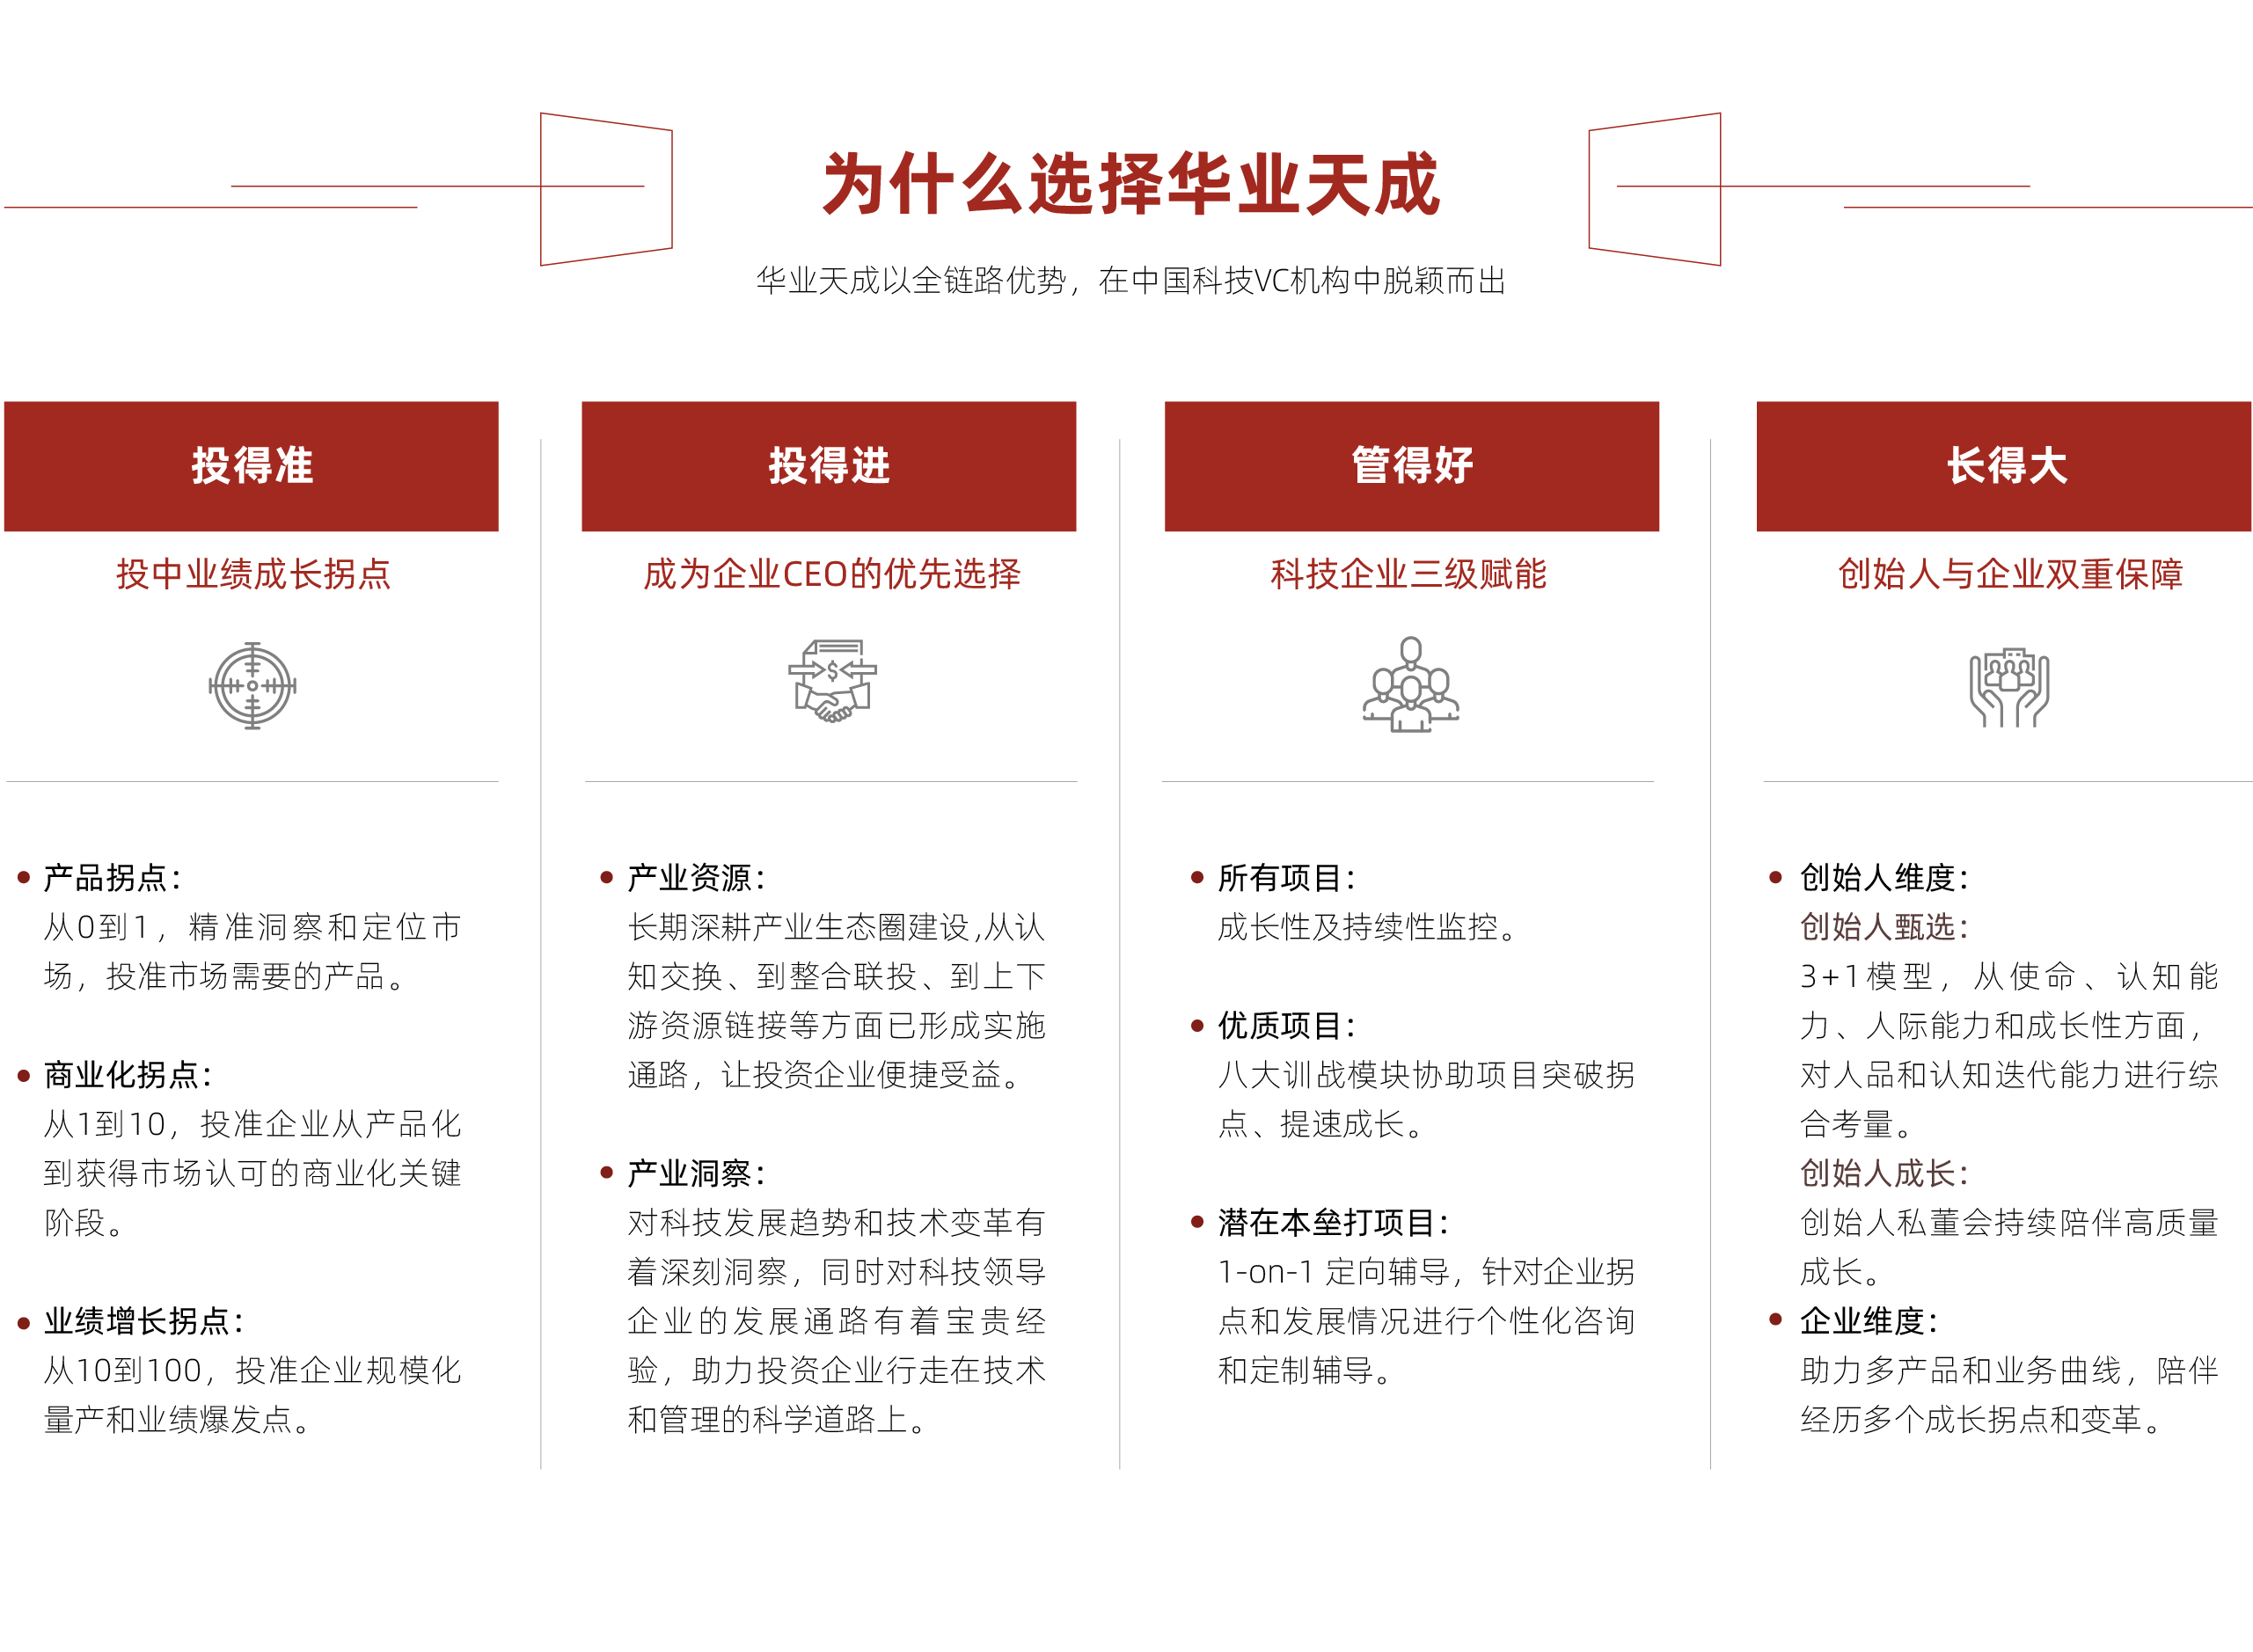 为什么选择华业天成
华业天成以全链路优势，在中国科技VC机构中脱颖而出
投得准
投中业绩成长拐点
产品拐点：
从0到1，精准洞察和定位市
场，投准市场需要的产品。
商业化拐点：
从1到10，投准企业从产品化
到获得市场认可的商业化关键
阶段。
业绩增长拐点：
从10到100，投准企业规模化
量产和业绩爆发点。
投得进
成为企业CEO的优先选择
产业资源：
长期深耕产业生态圈建设,从认
知交换、到整合联投、到上下
游资源链接等方面已形成实施
通路，让投资企业便捷受益。
产业洞察：
对科技发展趋势和技术变革有
着深刻洞察，同时对科技领导
企业的发展通路有着宝贵经
验，助力投资企业行走在技术
和管理的科学道路上。
管得好
科技企业三级赋能
所有项目：
成长性及持续性监控。
优质项目：
八大训战模块协助项目突破拐
点、提速成长。
潜在本垒打项目：
1-on-1 定向辅导，针对企业拐
点和发展情况进行个性化咨询
和定制辅导。
长得大
创始人与企业双重保障
创始人维度：
创始人甄选：
3+1模型，从使命、认知能
力、人际能力和成长性方面，
对人品和认知迭代能力进行综
合考量。
创始人成长：
创始人私董会持续陪伴高质量
成长。
企业维度：
助力多产品和业务曲线，陪伴
经历多个成长拐点和变革。